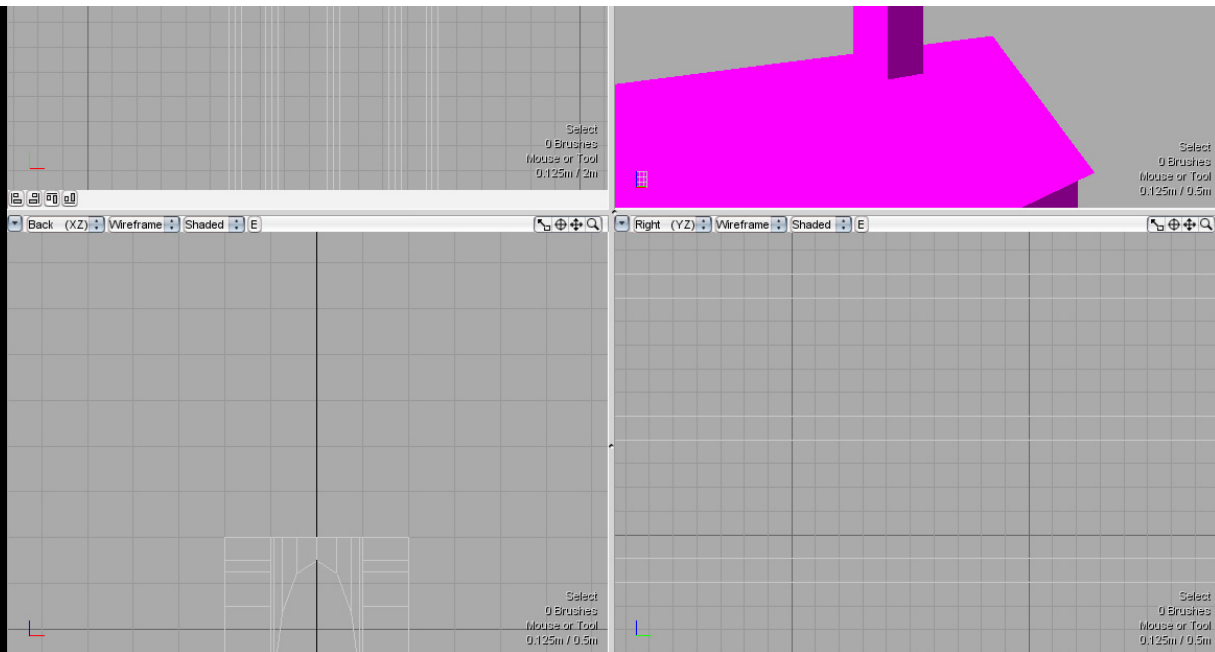 Select
0 Brushes
Mouse or Tool
0.125m / 2m
Select
0 Brushes
Mouse or Tool
0.125m / 0.5m
Back (XZ) Wireframe Shaded E
Right (YZ) Wireframe Shaded E
Select
0 Brushes
Mouse or Tool
0.125m / 0.5m
Select
0 Brushes
Mouse or Tool
0.125m / 0.5m